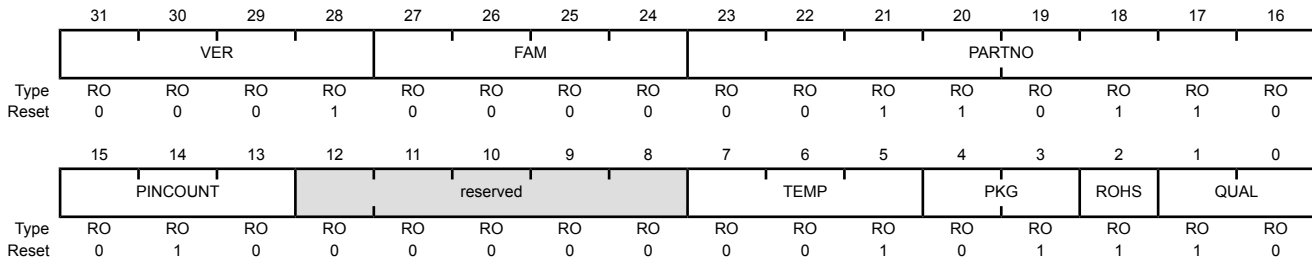 31 30 29 28 27 26 25 24 23 22 21 20 19 18 17 16
VER FAM PARTNO
Type RO RO RO RO RO RO RO RO RO RO RO RO RO RO RO RO
Reset 0 0 0 1 0 0 0 0 0 0 1 1 0 1 1 0
15 14 13 12 11 10 9 8 7 6 5 4 3 2 1 0
PINCOUNT reserved TEMP PKG ROHS QUAL
Type RO RO RO RO RO RO RO RO RO RO RO RO RO RO RO RO
Reset 0 1 0 0 0 0 0 0 0 0 1 0 1 1 1 0